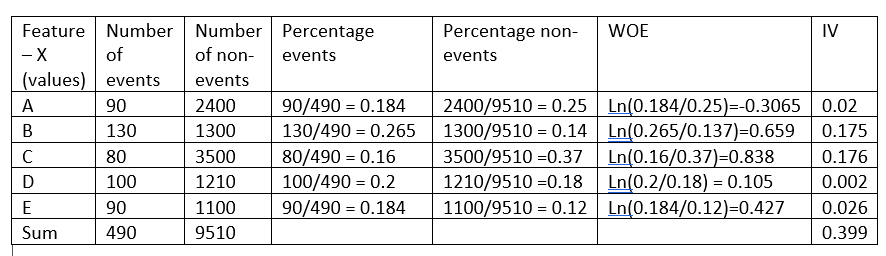 Feature – X (values) Number of events Number of non-events Percentage events Percentage non-events WOE IV
A 90 2400 90/490 = 0.184 2400/9510 = 0.25 Ln(0.184/0.25)=-0.3065 0.02
B 130 1300 130/490 = 0.265 1300/9510 = 0.14 Ln(0.265/0.137)=0.659 0.175
C 80 3500 80/490 = 0.16 3500/9510 =0.37 Ln(0.16/0.37)=0.838 0.176
D 100 1210 100/490 = 0.2 1210/9510 =0.18 Ln(0.2/0.18) = 0.105 0.002
E 90 1100 90/490 = 0.184 1100/9510 = 0.12 Ln(0.184/0.12)=0.427 0.026
Sum 490 9510 0.399